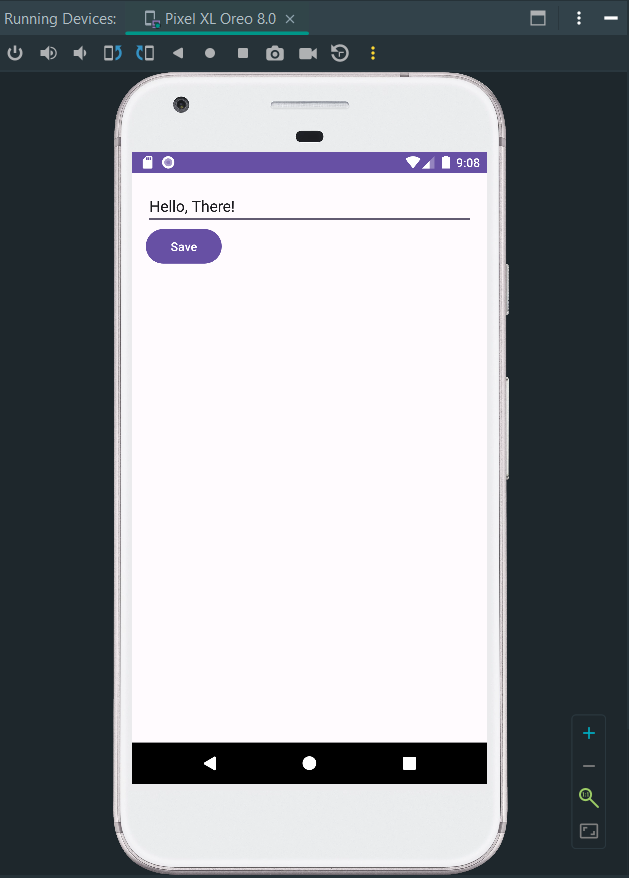 Running Devices: Pixel XL Oreo 8.0
9:08
Hello, There!
Save